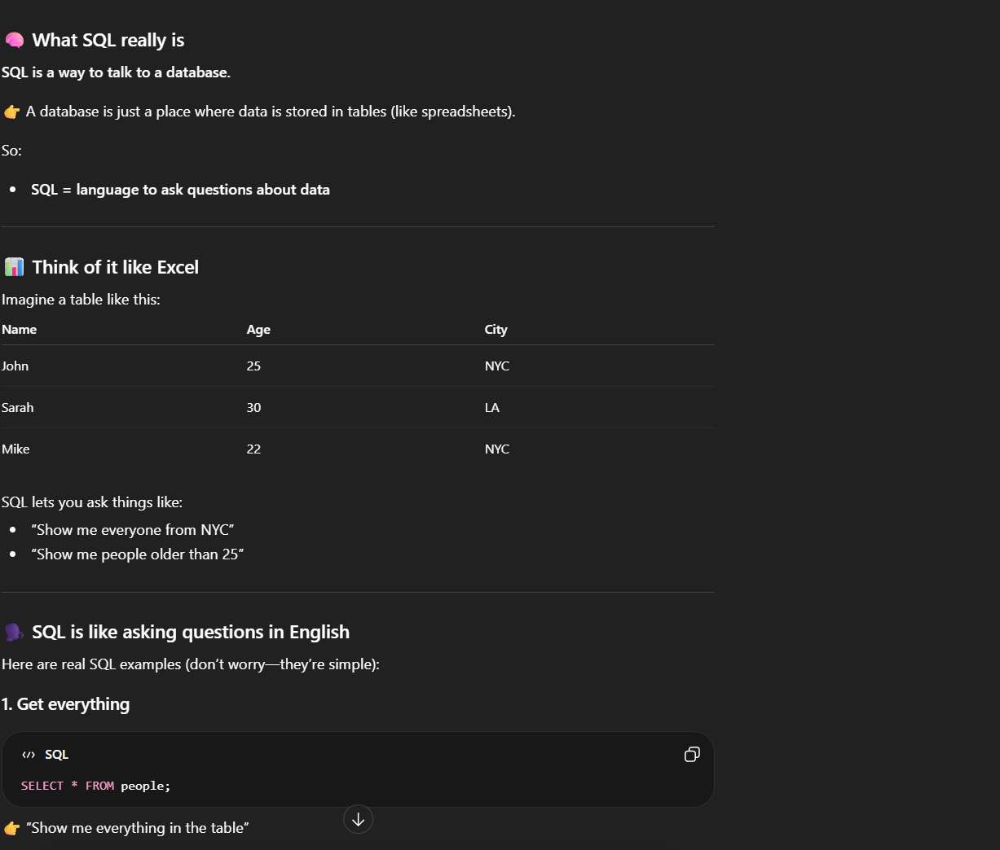 🧠 What SQL really is
SQL is a way to talk to a database.
👉 A database is just a place where data is stored in tables (like spreadsheets).
So:
• SQL = language to ask questions about data
📊 Think of it like Excel
Imagine a table like this:
Name Age City
John 25 NYC
Sarah 30 LA
Mike 22 NYC
SQL lets you ask things like:
• “Show me everyone from NYC”
• “Show me people older than 25”
🗣 SQL is like asking questions in English
Here are real SQL examples (don’t worry—they’re simple):
1. Get everything
</> SQL
SELECT * FROM people;
👉 “Show me everything in the table”